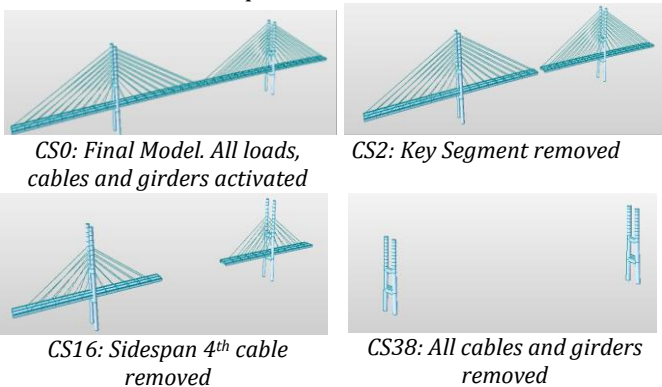 CS0: Final Model. All loads,
cables and girders activated
CS2: Key Segment removed
CS16: Sidespan 4th cable
removed
CS38: All cables and girders
removed